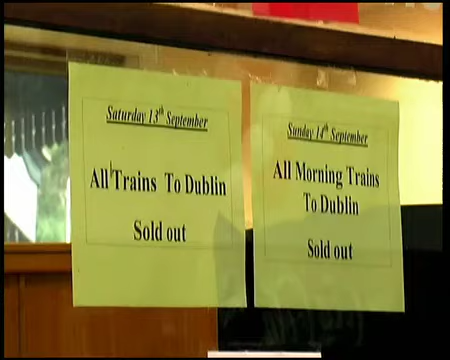 Saturday 13th September
All Trains To Dublin
Sold out
Sunday 14th September
All Morning Trains
To Dublin
Sold out